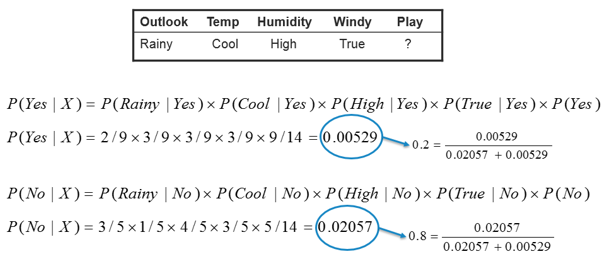 Outlook Temp Humidity Windy Play
Rainy Cool High True ?
P(Yes | X) = P(Rainy | Yes)× P(Cool | Yes)× P(High | Yes)× P(True | Yes)× P(Yes)
P(Yes | X) = 2/9 × 3/9 × 3/9 × 3/9 × 9/14 = 0.00529
0.2 = 0.00529 / 0.02057 + 0.00529
P(No | X) = P(Rainy | No)× P(Cool | No)× P(High | No)× P(True | No)× P(No)
P(No | X) = 3/5 × 1/5 × 4/5 × 3/5 × 5/14 = 0.02057
0.8 = 0.02057 / 0.02057 + 0.00529